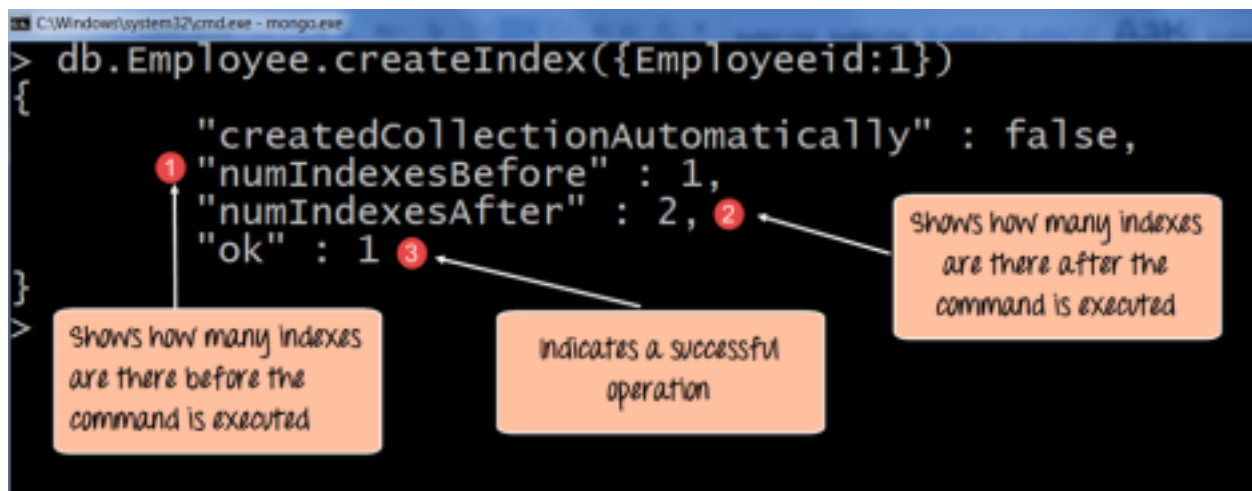 C:\Windows\system32\cmd.exe - mongo.exe
> db.Employee.createIndex({Employeeid:1})
{
"createdCollectionAutomatically" : false,
1 "numIndexesBefore" : 1,
"numIndexesAfter" : 2, 2
"ok" : 1 3
}
>
Shows how many indexes
are there before the
command is executed
Indicates a successful
operation
Shows how many indexes
are there after the
command is executed